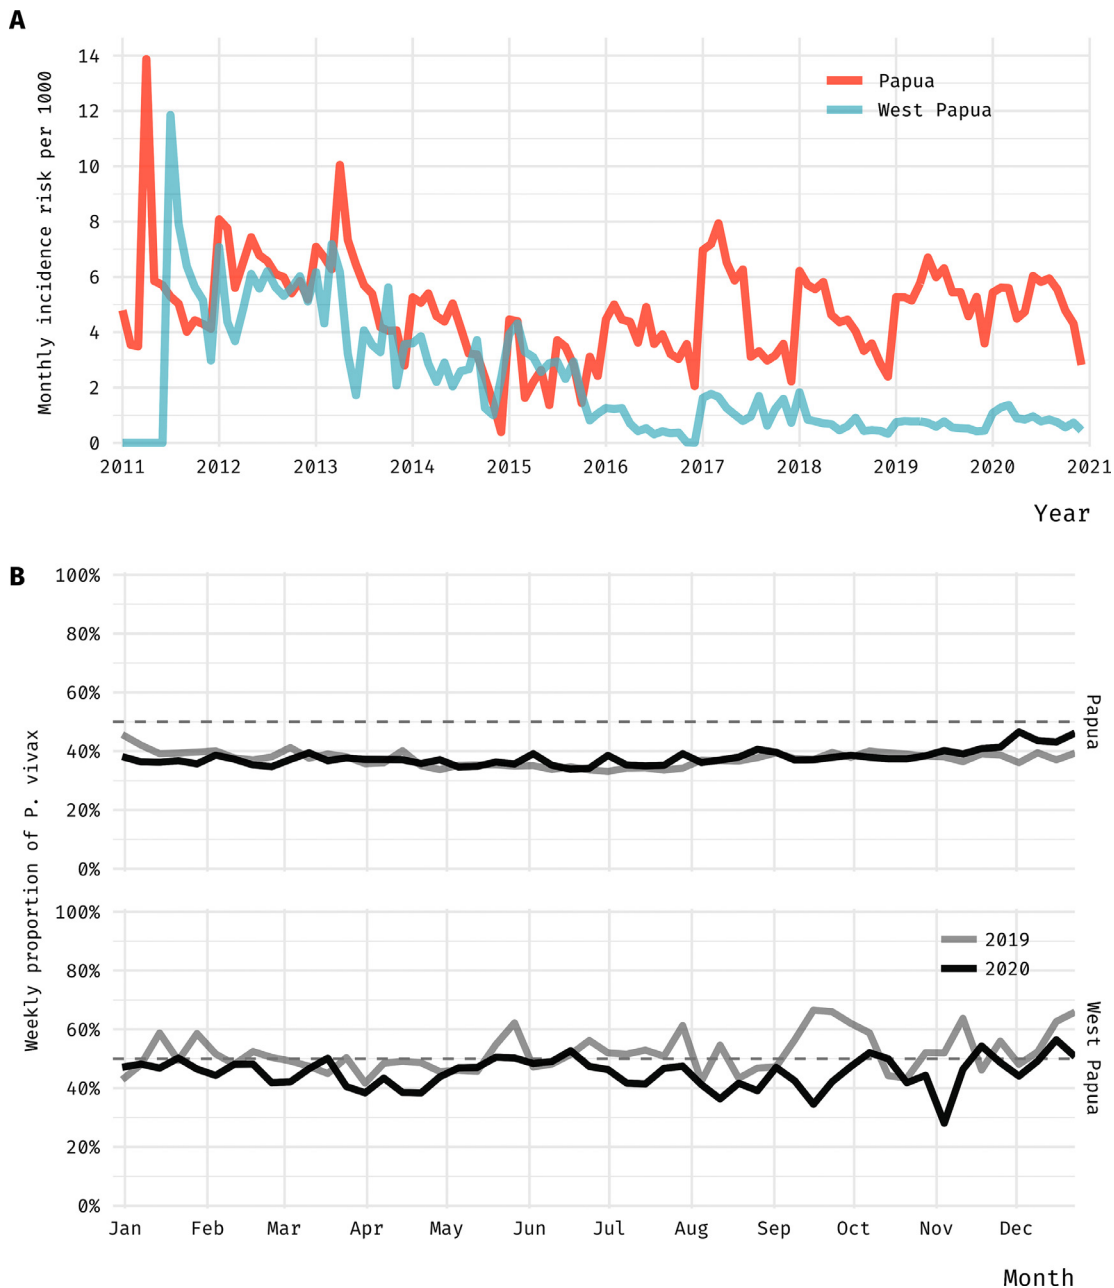 A
Monthly incidence risk per 1000
14
12
10
8
6
4
2
0
Papua
West Papua
2011 2012 2013 2014 2015 2016 2017 2018 2019 2020 2021
Year
B
Weekly proportion of P. vivax
100%
80%
60%
40%
20%
0%
Papua
100%
80%
60%
40%
20%
0%
2019
2020
West Papua
Jan Feb Mar Apr May Jun Jul Aug Sep Oct Nov Dec
Month